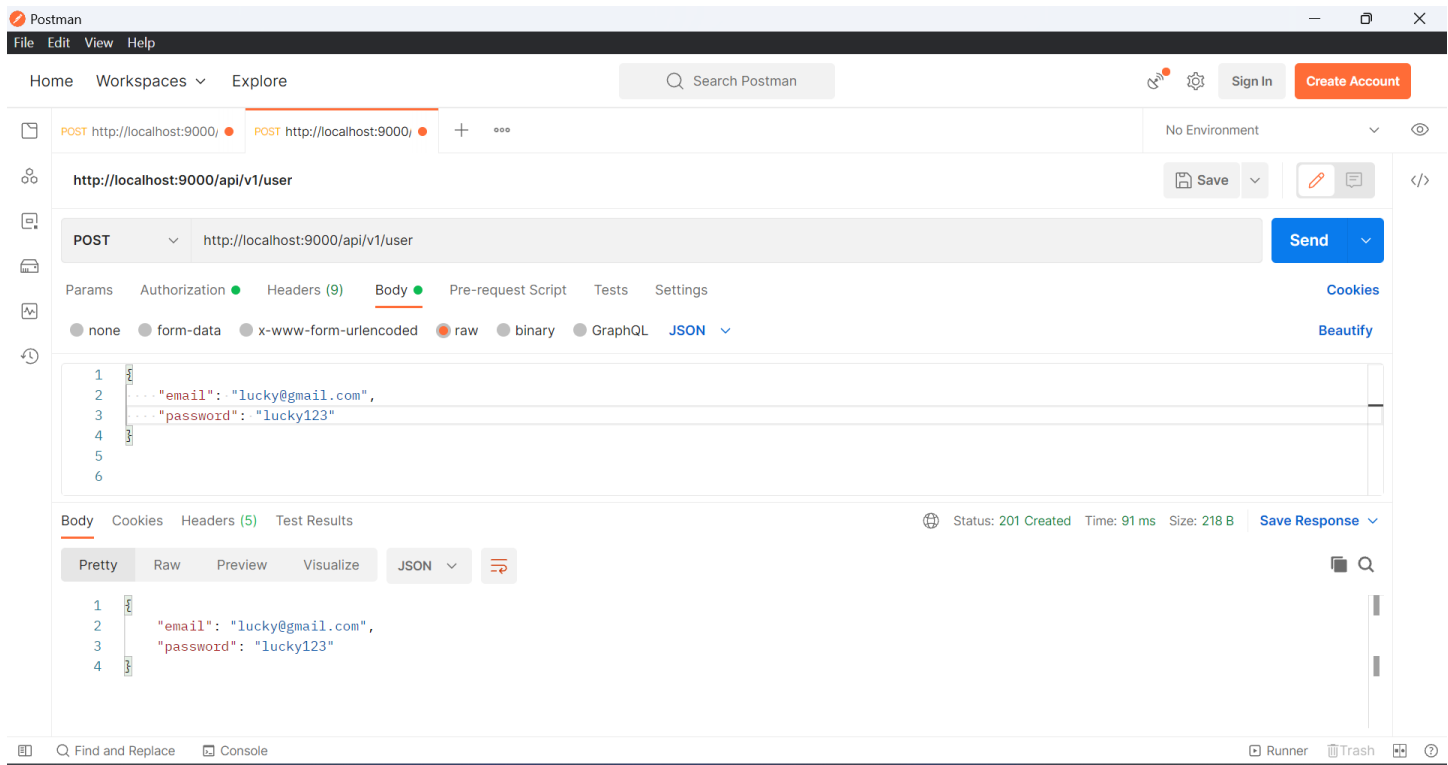 Postman
File Edit View Help
Home Workspaces Explore Search Postman Sign In Create Account
POST http://localhost:9000/ POST http://localhost:9000/ No Environment
http://localhost:9000/api/v1/user Save </>
POST http://localhost:9000/api/v1/user Send
Params Authorization Headers (9) Body Pre-request Script Tests Settings Cookies
none form-data x-www-form-urlencoded raw binary GraphQL JSON Beautify
1 {
2 "email": "lucky@gmail.com",
3 "password": "lucky123"
4 }
5
6
Body Cookies Headers (5) Test Results Status: 201 Created Time: 91 ms Size: 218 B Save Response
Pretty Raw Preview Visualize JSON
1 {
2 "email": "lucky@gmail.com",
3 "password": "lucky123"
4 }
Find and Replace Console Runner Trash